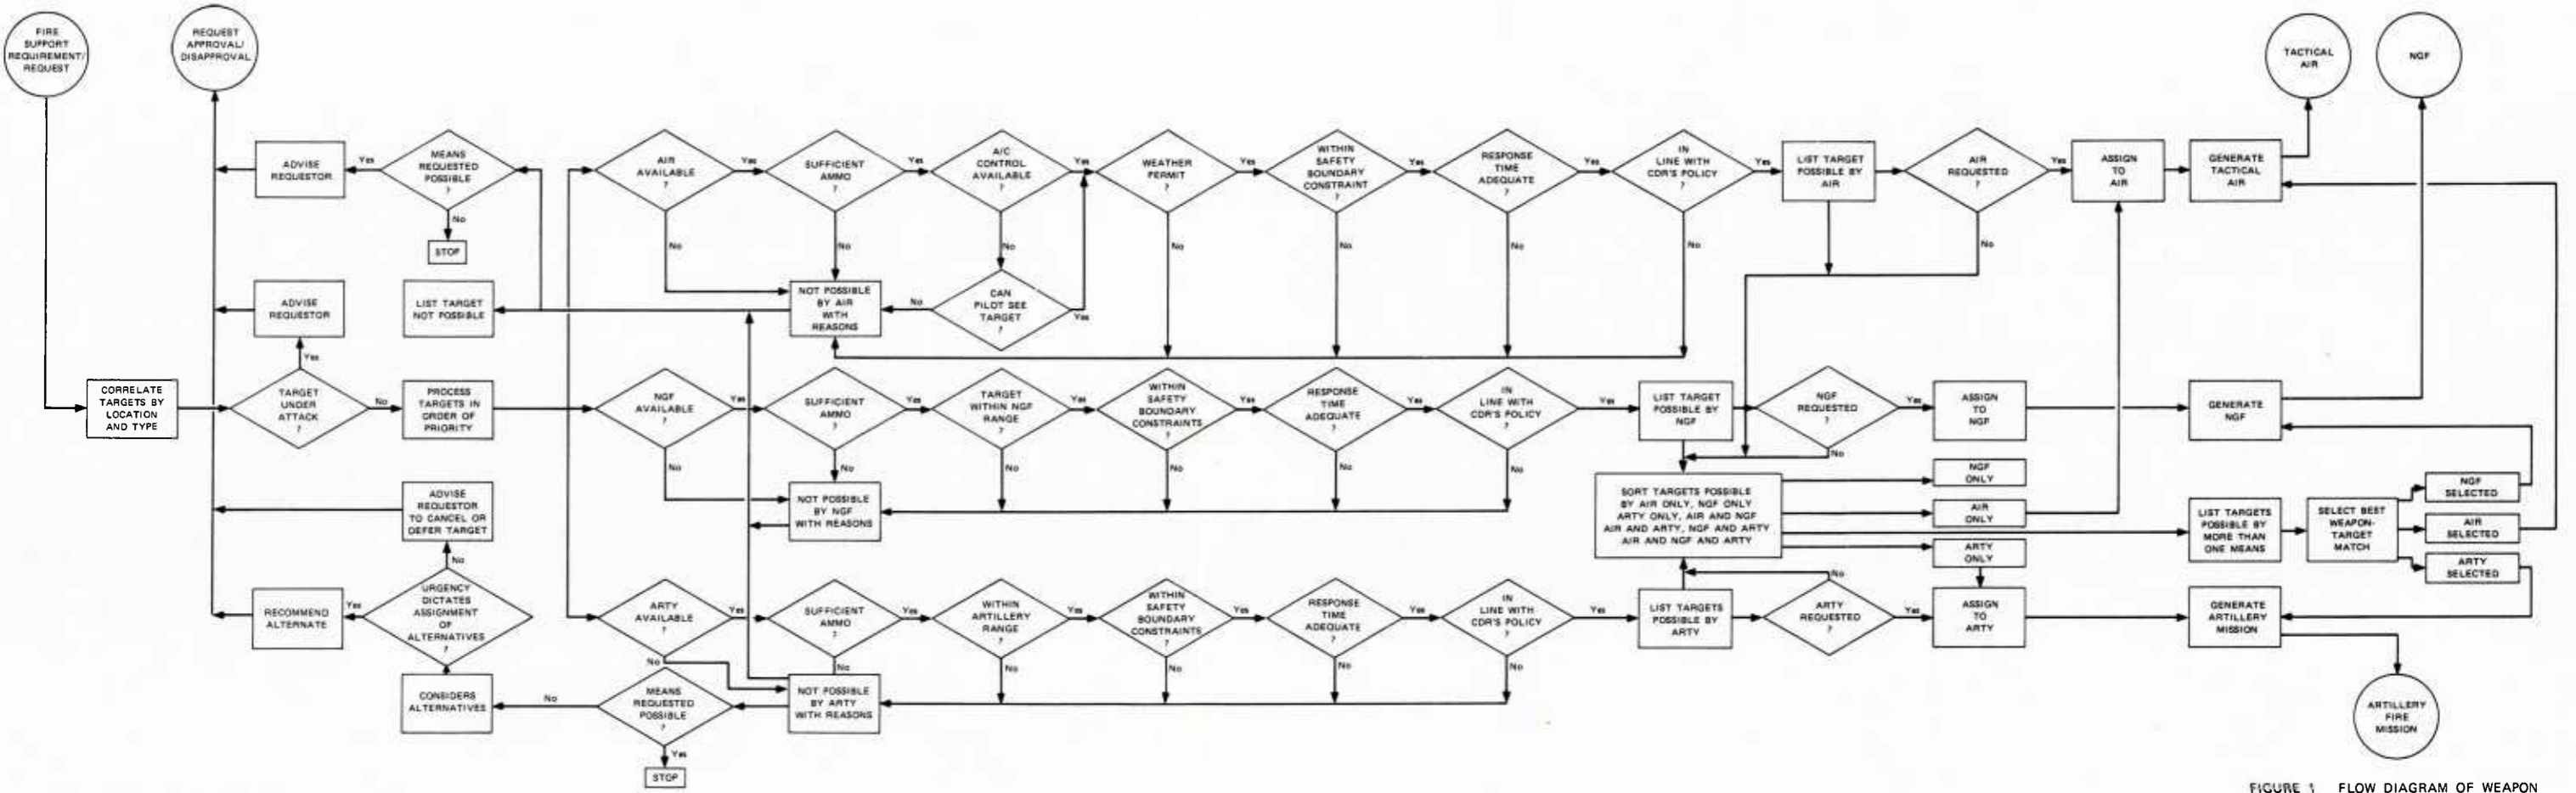 FIRE
SUPPORT
REQUIREMENT/
REQUEST
REQUEST
APPROVAL/
DISAPPROVAL
TACTICAL
AIR
NGF
ADVISE
REQUESTOR
Yes
MEANS
REQUESTED
POSSIBLE
?
No
STOP
AIR
AVAILABLE
?
Yes
No
SUFFICIENT
AMMO
?
Yes
No
A/C
CONTROL
AVAILABLE
?
Yes
No
WEATHER
PERMIT
?
Yes
No
WITHIN
SAFETY
BOUNDARY
CONSTRAINT
?
Yes
No
RESPONSE
TIME
ADEQUATE
?
Yes
No
IN
LINE WITH
CDR'S POLICY
?
Yes
No
LIST TARGET
POSSIBLE BY
AIR
AIR
REQUESTED
?
Yes
No
ASSIGN
TO
AIR
GENERATE
TACTICAL
AIR
ADVISE
REQUESTOR
LIST TARGET
NOT POSSIBLE
NOT POSSIBLE
BY AIR
WITH
REASONS
No
CAN
PILOT SEE
TARGET
?
Yes
CORRELATE
TARGETS BY
LOCATION
AND TYPE
Yes
TARGET
UNDER
ATTACK
?
No
PROCESS
TARGETS IN
ORDER OF
PRIORITY
NGF
AVAILABLE
?
Yes
No
SUFFICIENT
AMMO
?
Yes
No
TARGET
WITHIN NGF
RANGE
?
Yes
No
WITHIN
SAFETY
BOUNDARY
CONSTRAINTS
?
Yes
No
RESPONSE
TIME
ADEQUATE
?
Yes
No
IN
LINE WITH
CDR'S POLICY
?
Yes
No
LIST TARGET
POSSIBLE BY
NGF
NGF
REQUESTED
?
Yes
No
ASSIGN
TO
NGF
GENERATE
NGF
ADVISE
REQUESTOR
TO CANCEL OR
DEFER TARGET
No
NOT POSSIBLE
BY NGF
WITH REASONS
SORT TARGETS POSSIBLE
BY AIR ONLY, NGF ONLY
ARTY ONLY, AIR AND NGF
AIR AND ARTY, NGF AND ARTY
AIR AND NGF AND ARTY
NGF
ONLY
AIR
ONLY
ARTY
ONLY
LIST TARGETS
POSSIBLE BY
MORE THAN
ONE MEANS
SELECT BEST
WEAPON-
TARGET
MATCH
NGF
SELECTED
AIR
SELECTED
ARTY
SELECTED
RECOMMEND
ALTERNATE
Yes
URGENCY
DICTATES
ASSIGNMENT
OF
ALTERNATIVES
?
ARTY
AVAILABLE
?
Yes
No
SUFFICIENT
AMMO
?
Yes
No
WITHIN
ARTILLERY
RANGE
?
Yes
No
WITHIN
SAFETY
BOUNDARY
CONSTRAINTS
?
Yes
No
RESPONSE
TIME
ADEQUATE
?
Yes
No
IN
LINE WITH
CDR'S POLICY
?
Yes
No
LIST TARGETS
POSSIBLE BY
ARTY
No
ARTY
REQUESTED
?
Yes
ASSIGN
TO
ARTY
GENERATE
ARTILLERY
MISSION
CONSIDERS
ALTERNATIVES
No
MEANS
REQUESTED
POSSIBLE
?
Yes
STOP
NOT POSSIBLE
BY ARTY
WITH REASONS
ARTILLERY
FIRE
MISSION
FIGURE 1 FLOW DIAGRAM OF WEAPON